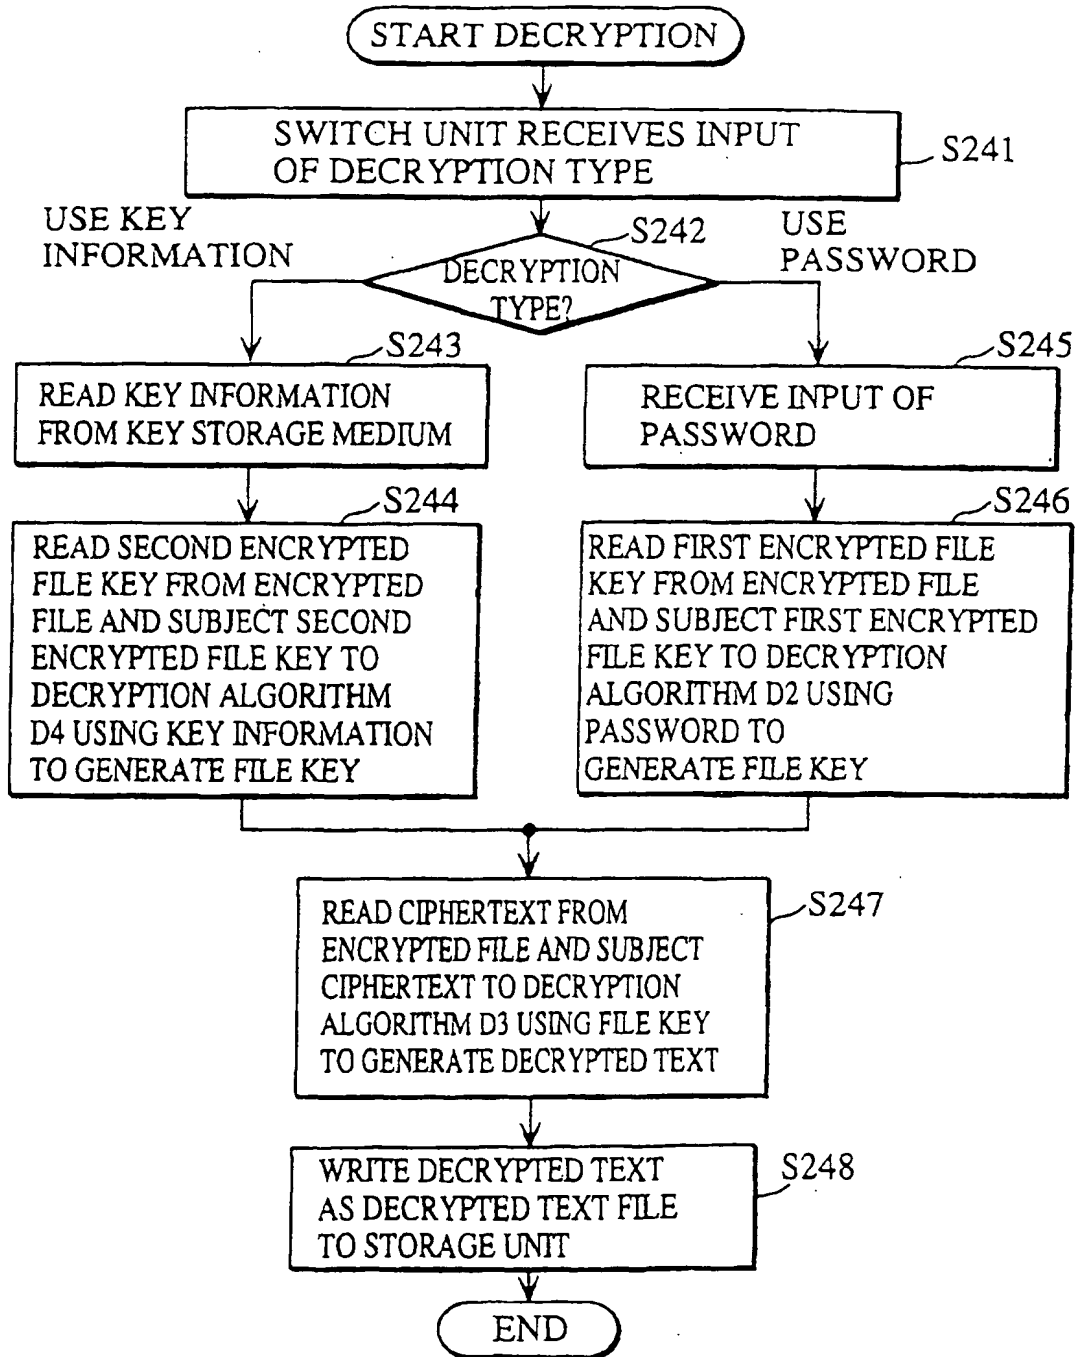 START DECRYPTION
SWITCH UNIT RECEIVES INPUT
OF DECRYPTION TYPE
S241
USE KEY
INFORMATION
S242
USE
PASSWORD
DECRYPTION
TYPE?
S243
READ KEY INFORMATION
FROM KEY STORAGE MEDIUM
S245
RECEIVE INPUT OF
PASSWORD
S244
READ SECOND ENCRYPTED
FILE KEY FROM ENCRYPTED
FILE AND SUBJECT SECOND
ENCRYPTED FILE KEY TO
DECRYPTION ALGORITHM
D4 USING KEY INFORMATION
TO GENERATE FILE KEY
S246
READ FIRST ENCRYPTED FILE
KEY FROM ENCRYPTED FILE
AND SUBJECT FIRST ENCRYPTED
FILE KEY TO DECRYPTION
ALGORITHM D2 USING
PASSWORD TO
GENERATE FILE KEY
READ CIPHERTEXT FROM
ENCRYPTED FILE AND SUBJECT
CIPHERTEXT TO DECRYPTION
ALGORITHM D3 USING FILE KEY
TO GENERATE DECRYPTED TEXT
S247
WRITE DECRYPTED TEXT
AS DECRYPTED TEXT FILE
TO STORAGE UNIT
S248
END